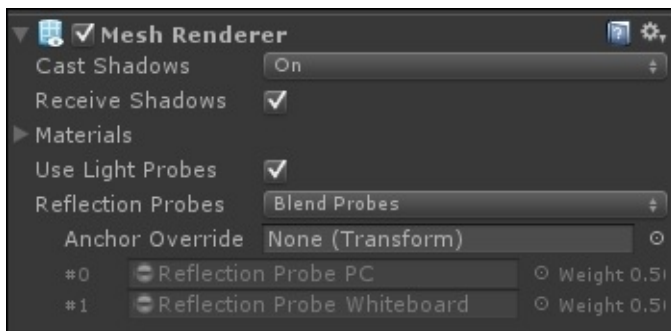 Mesh Renderer
Cast Shadows On
Receive Shadows
Materials
Use Light Probes
Reflection Probes Blend Probes
Anchor Override None (Transform)
#0 Reflection Probe PC Weight 0.5
#1 Reflection Probe Whiteboard Weight 0.5